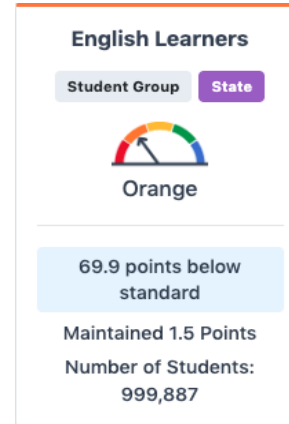 English Learners
Student Group State
Orange
69.9 points below
standard
Maintained 1.5 Points
Number of Students:
999,887